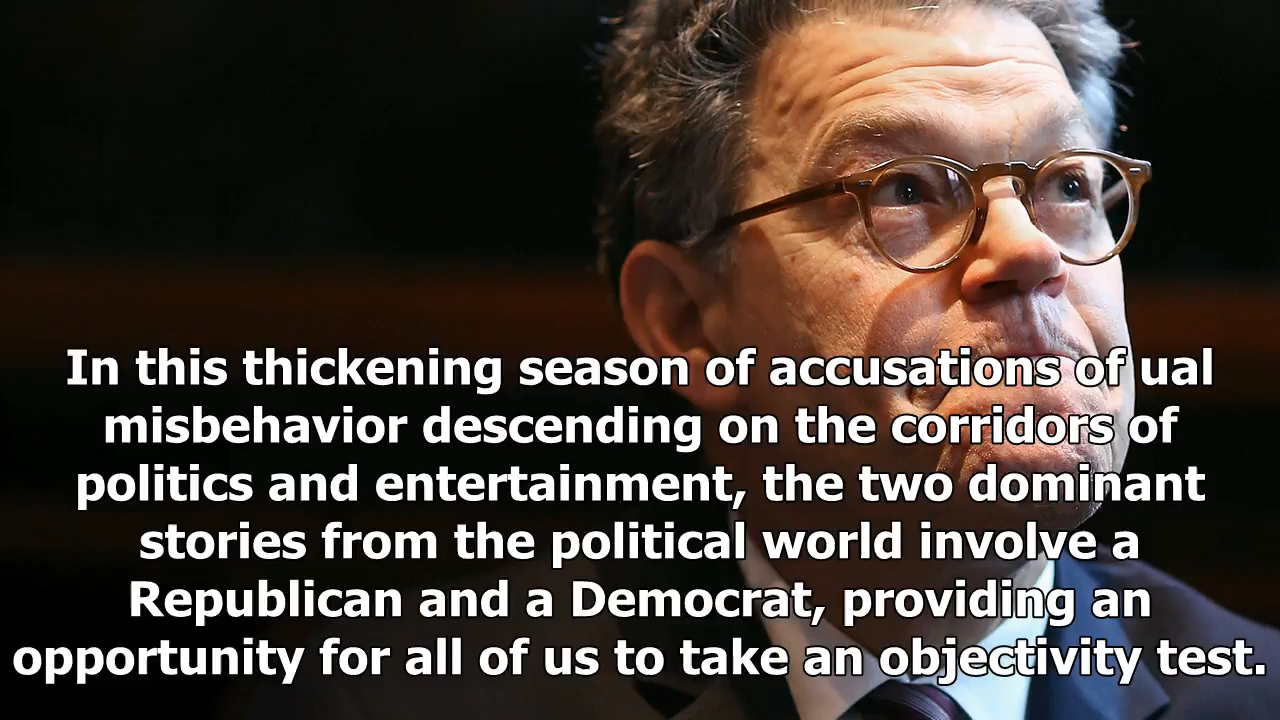 In this thickening season of accusations of ual
misbehavior descending on the corridors of
politics and entertainment, the two dominant
stories from the political world involve a
Republican and a Democrat, providing an
opportunity for all of us to take an objectivity test.